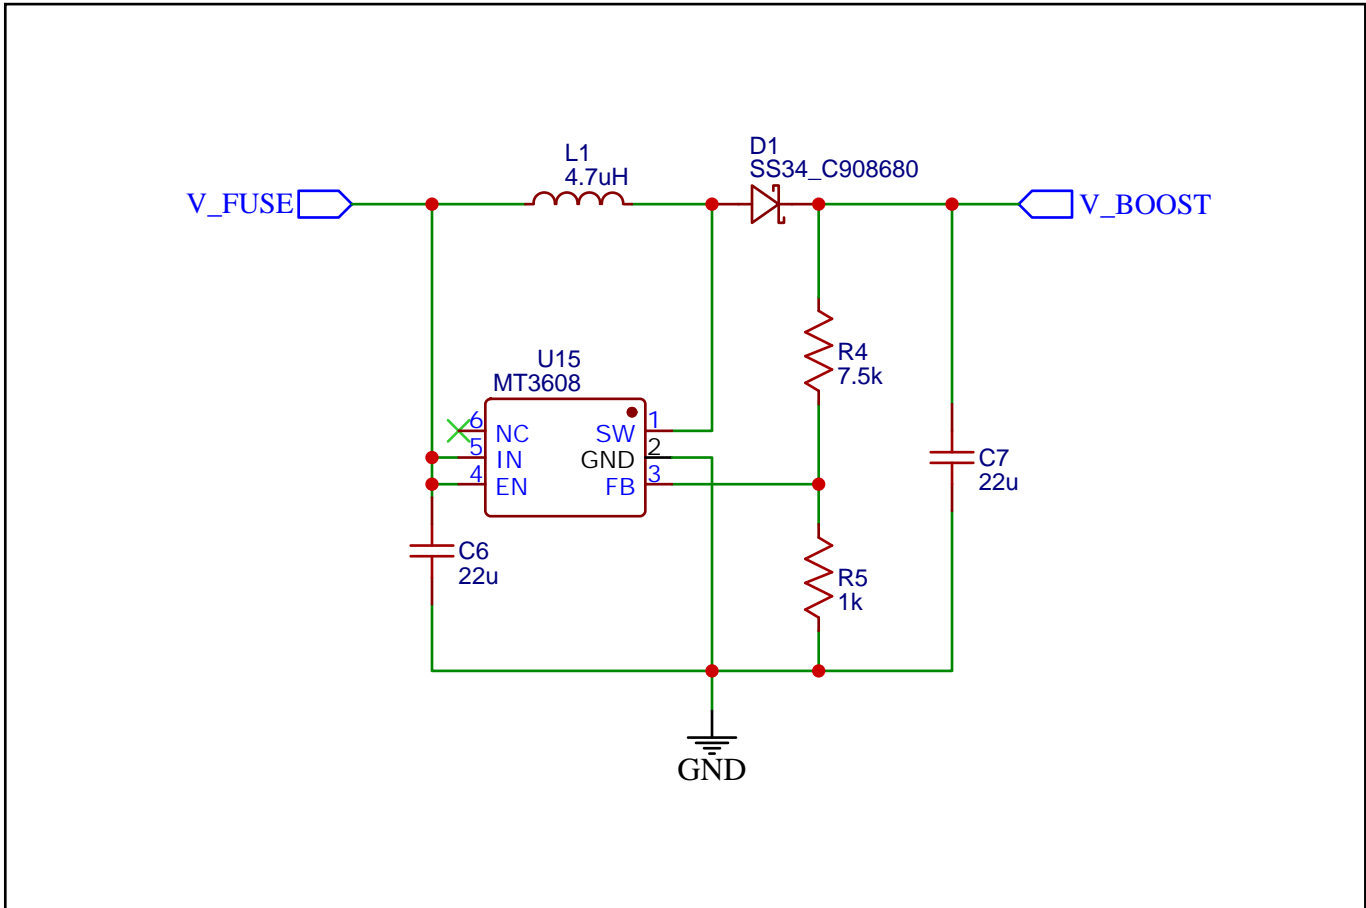 L1
4.7uH
D1
SS34_C908680
V_FUSE
V_BOOST
R4
7.5k
U15
MT3608
6 NC
5 IN
4 EN
SW 1
GND 2
FB 3
C7
22u
C6
22u
R5
1k
GND